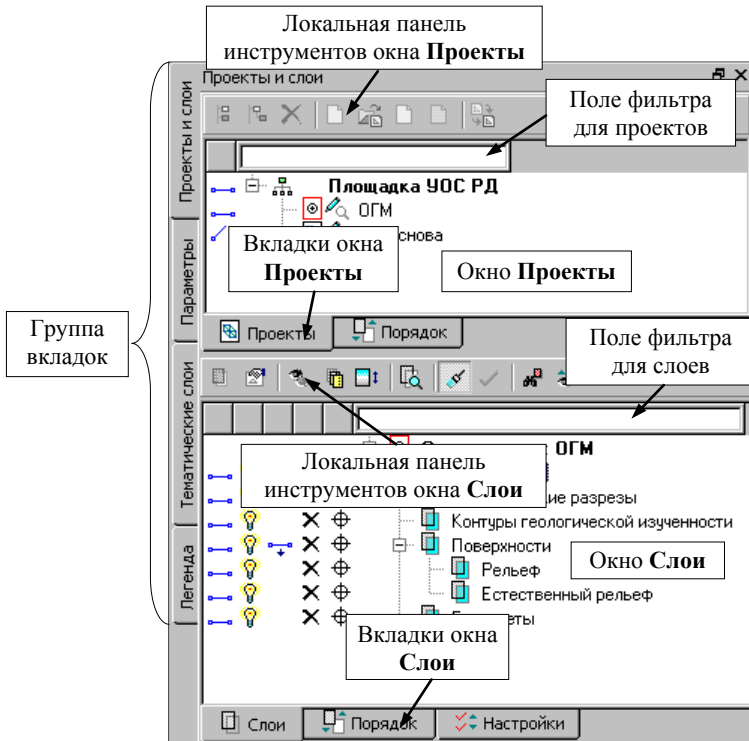 Локальная панель
инструментов окна Проекты
Проекты и слои
Поле фильтра
для проектов
Проекты и слои
Параметры
Тематические слои
Легенда
Площадка УОС РД
ОГМ
снова
Вкладки окна
Проекты
Окно Проекты
Группа
вкладок
Проекты
Порядок
Поле фильтра
для слоев
ОГМ
Локальная панель
инструментов окна Слои
ие разрезы
Контуры геологической изученности
Поверхности
Окно Слои
Рельеф
Естественный рельеф
еты
Вкладки окна
Слои
Слои
Порядок
Настройки